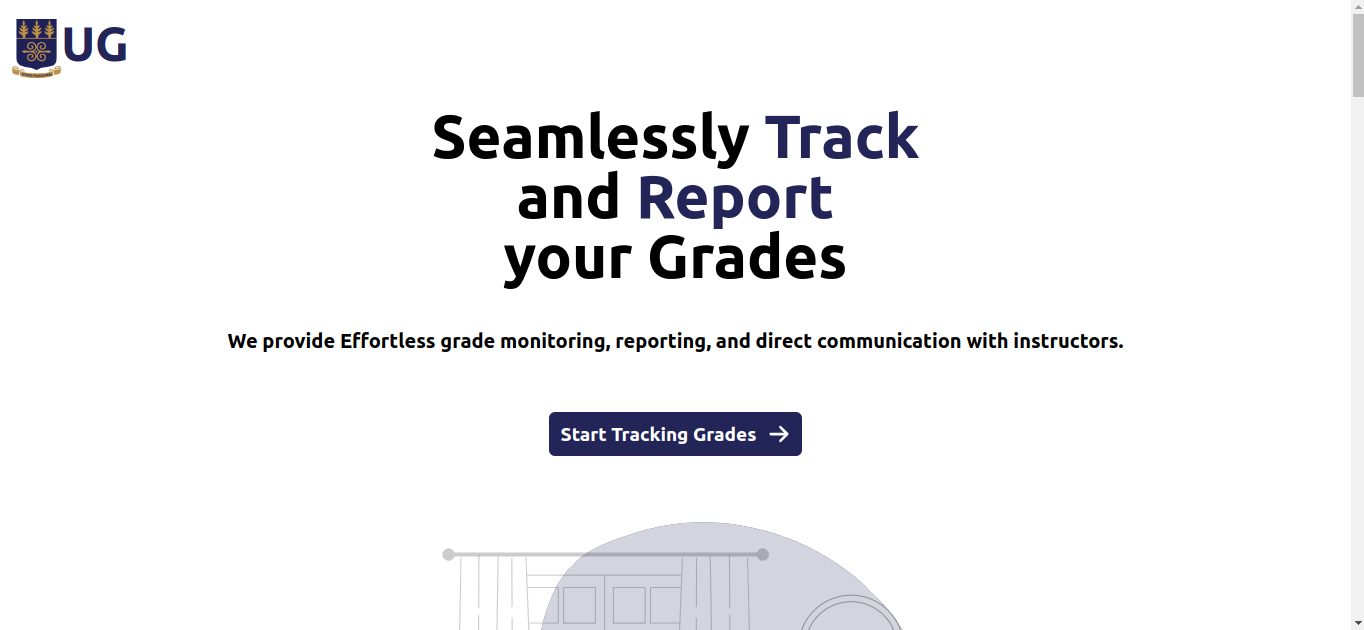 UG
Seamlessly Track
and Report
your Grades
We provide Effortless grade monitoring, reporting, and direct communication with instructors.
Start Tracking Grades